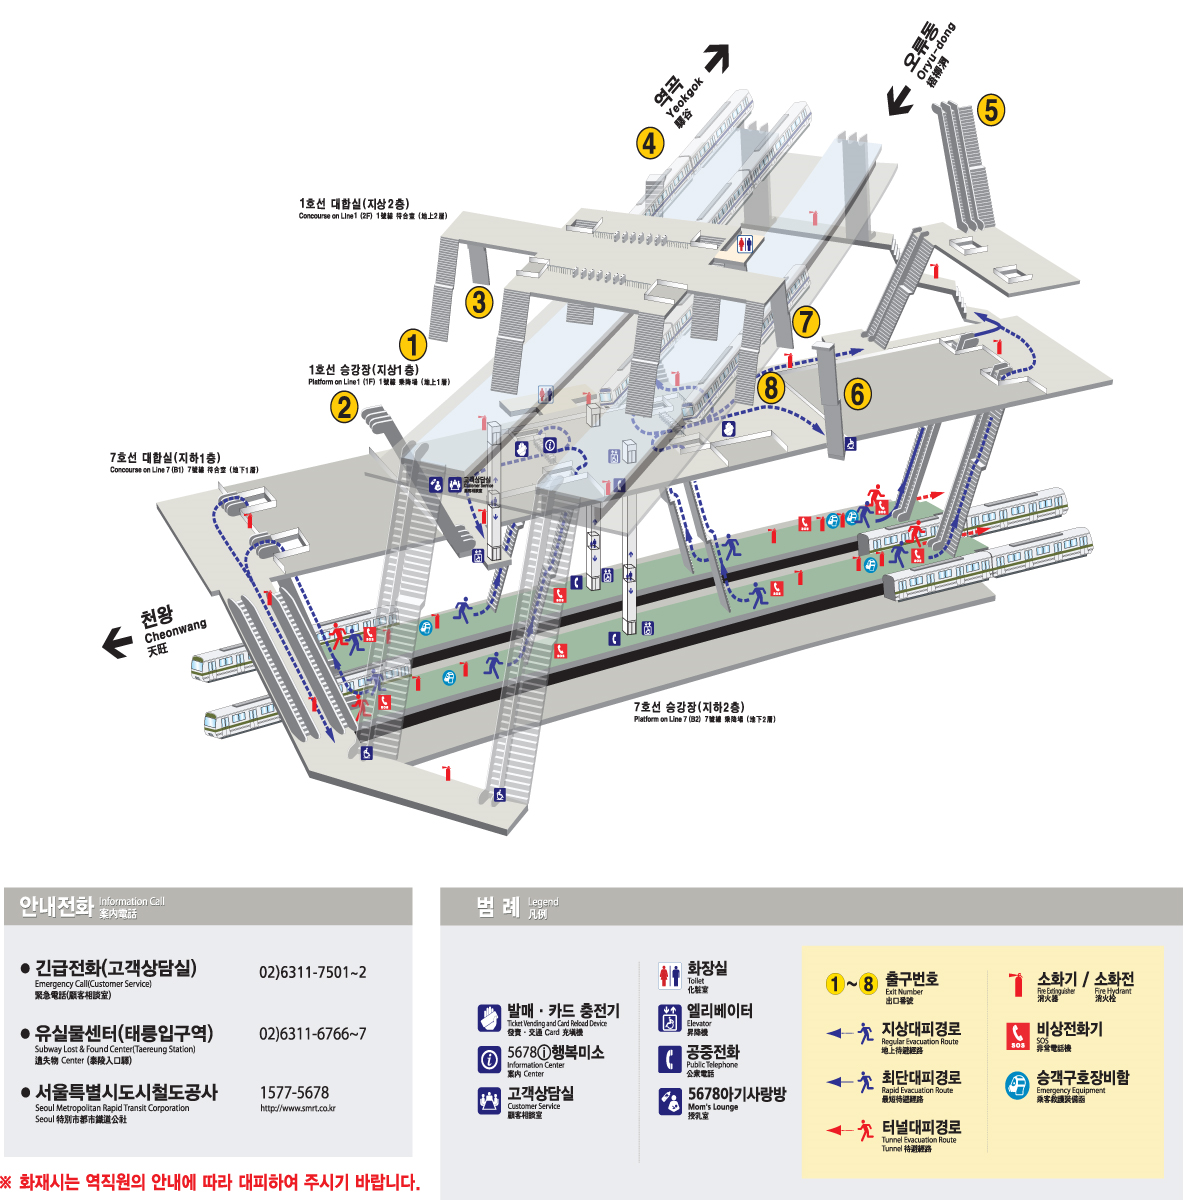 오류동
Oryu-dong
梧柳洞
역곡
Yeokgok
驛谷
4
5
1호선 대합실(지상2층)
Concourse on Line1 (2F) 1號線 待合室 (地上2層)
3
1
7
1호선 승강장(지상1층)
Platform on Line1 (1F) 1號線 乘降場 (地上1層)
2
8
6
7호선 대합실(지하1층)
Concourse on Line 7 (B1) 7號線 待合室 (地下1層)
고객상담실
Customer Service
顧客相談室
천왕
Cheonwang
天旺
7호선 승강장(지하2층)
Platform on Line 7 (B2) 7號線 乘降場 (地下2層)
안내전화 Information Call
案內電話
● 긴급전화(고객상담실) 02)6311-7501~2
Emergency Call(Customer Service)
緊急電話(顧客相談室)
● 유실물센터(태릉입구역) 02)6311-6766~7
Subway Lost & Found Center(Taereung Station)
遺失物 Center (泰陵入口驛)
● 서울특별시도시철도공사 1577-5678
Seoul Metropolitan Rapid Transit Corporation http://www.smrt.co.kr
Seoul 特別市都市鐵道公社
※ 화재시는 역직원의 안내에 따라 대피하여 주시기 바랍니다.
범 례 Legend
凡例
발매 · 카드 충전기
Ticket Vending and Card Reload Device
發賣 · 交通 Card 充塡機
5678ⓘ행복미소
Information Center
案內 Center
고객상담실
Customer Service
顧客相談室
화장실
Toilet
化粧室
엘리베이터
Elevator
昇降機
공중전화
Public Telephone
公衆電話
5678아기사랑방
Mom's Lounge
授乳室
1~8 출구번호
Exit Number
出口番號
지상대피경로
Regular Evacuation Route
地上待避經路
최단대피경로
Rapid Evacuation Route
最短待避經路
터널대피경로
Tunnel Evacuation Route
Tunnel 待避經路
소화기 / 소화전
Fire Extinguisher Fire Hydrant
消火器 消火栓
SOS
비상전화기
SOS
非常電話機
승객구호장비함
Emergency Equipment
乘客救護裝備函